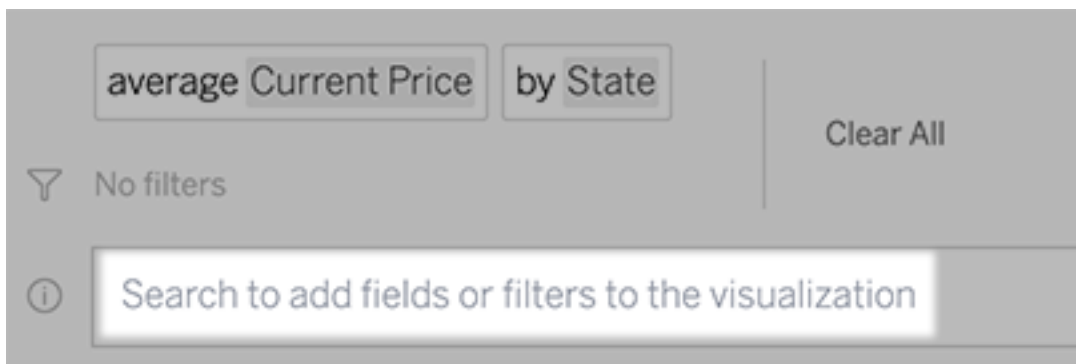 average Current Price by State
Clear All
No filters
Search to add fields or filters to the visualization